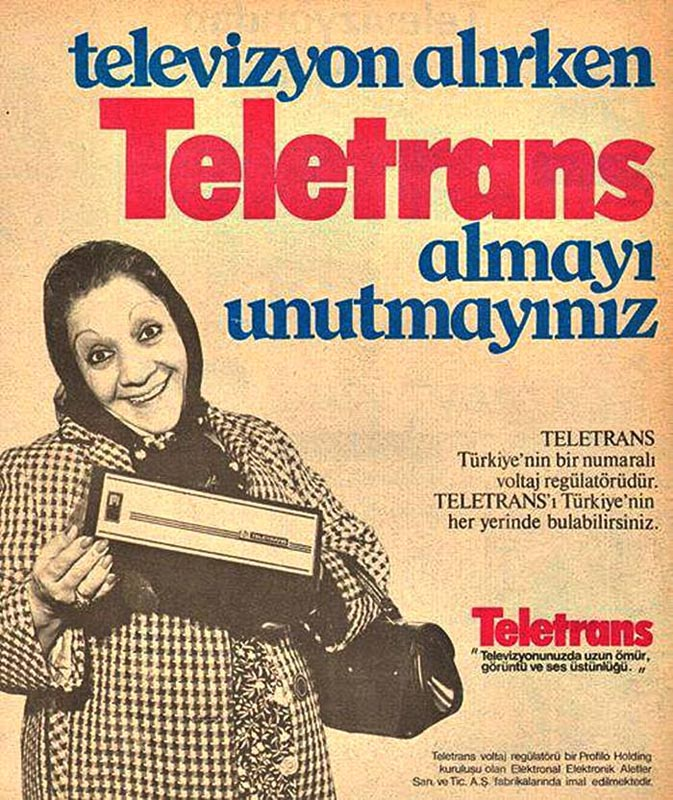 televizyon alırken
Teletrans
almayı
unutmayınız
TELETRANS
Türkiye'nin bir numaralı
voltaj regülatörüdür.
TELETRANS'ı Türkiye'nin
her yerinde bulabilirsiniz.
TELETRANS
Teletrans
"Televizyonunuzda uzun ömür,
görüntü ve ses üstünlüğü."
Teletrans voltaj regülatörü bir Profilo Holding
kuruluşu olan Elektronal Elektronik Aletler
San. ve Tic. A.Ş. fabrikalarında imal edilmektedir.